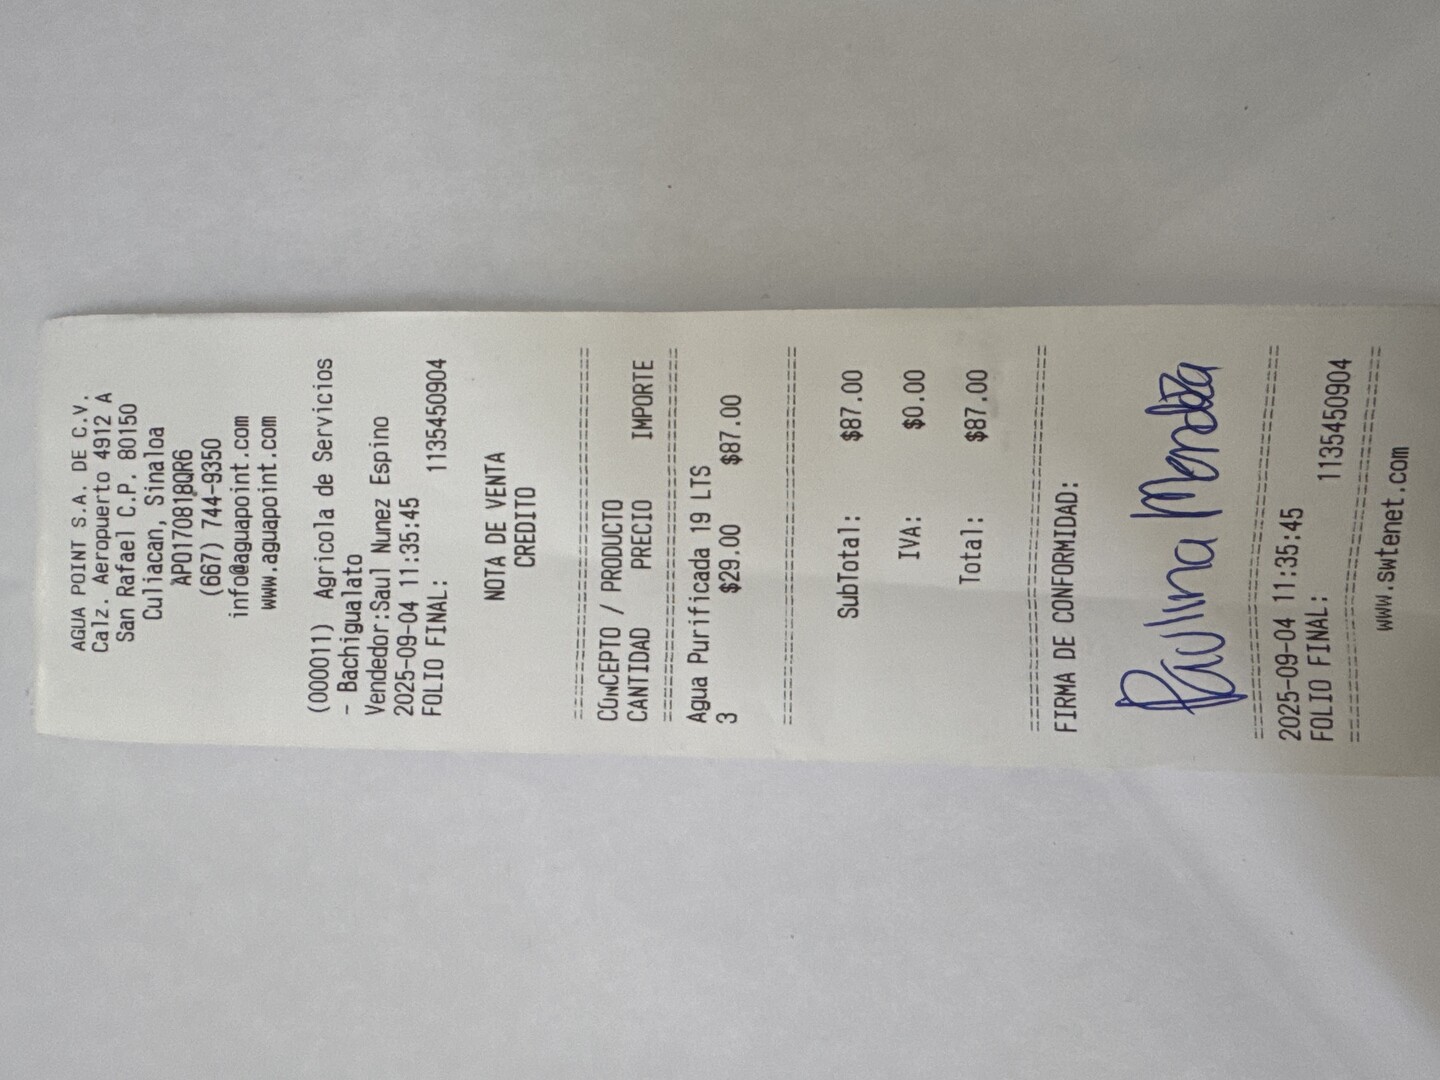 AGUA POINT S.A. DE C.V.
Calz. Aeropuerto 4912 A
San Rafael C.P. 80150
Culiacan, Sinaloa
APO170818QR6
(667) 744-9350
info@aguapoint.com
www.aguapoint.com
(000011) Agricola de Servicios
- Bachigualato
Vendedor:Saul Nunez Espino
2025-09-04 11:35:45
FOLIO FINAL: 1135450904
NOTA DE VENTA
CREDITO
================================
CONCEPTO / PRODUCTO
CANTIDAD PRECIO IMPORTE
================================
Agua Purificada 19 LTS
3 $29.00 $87.00
================================
SubTotal: $87.00
IVA: $0.00
Total: $87.00
================================
FIRMA DE CONFORMIDAD:
Paulina Mendoza
================================
2025-09-04 11:35:45
FOLIO FINAL: 1135450904
================================
www.swtenet.com